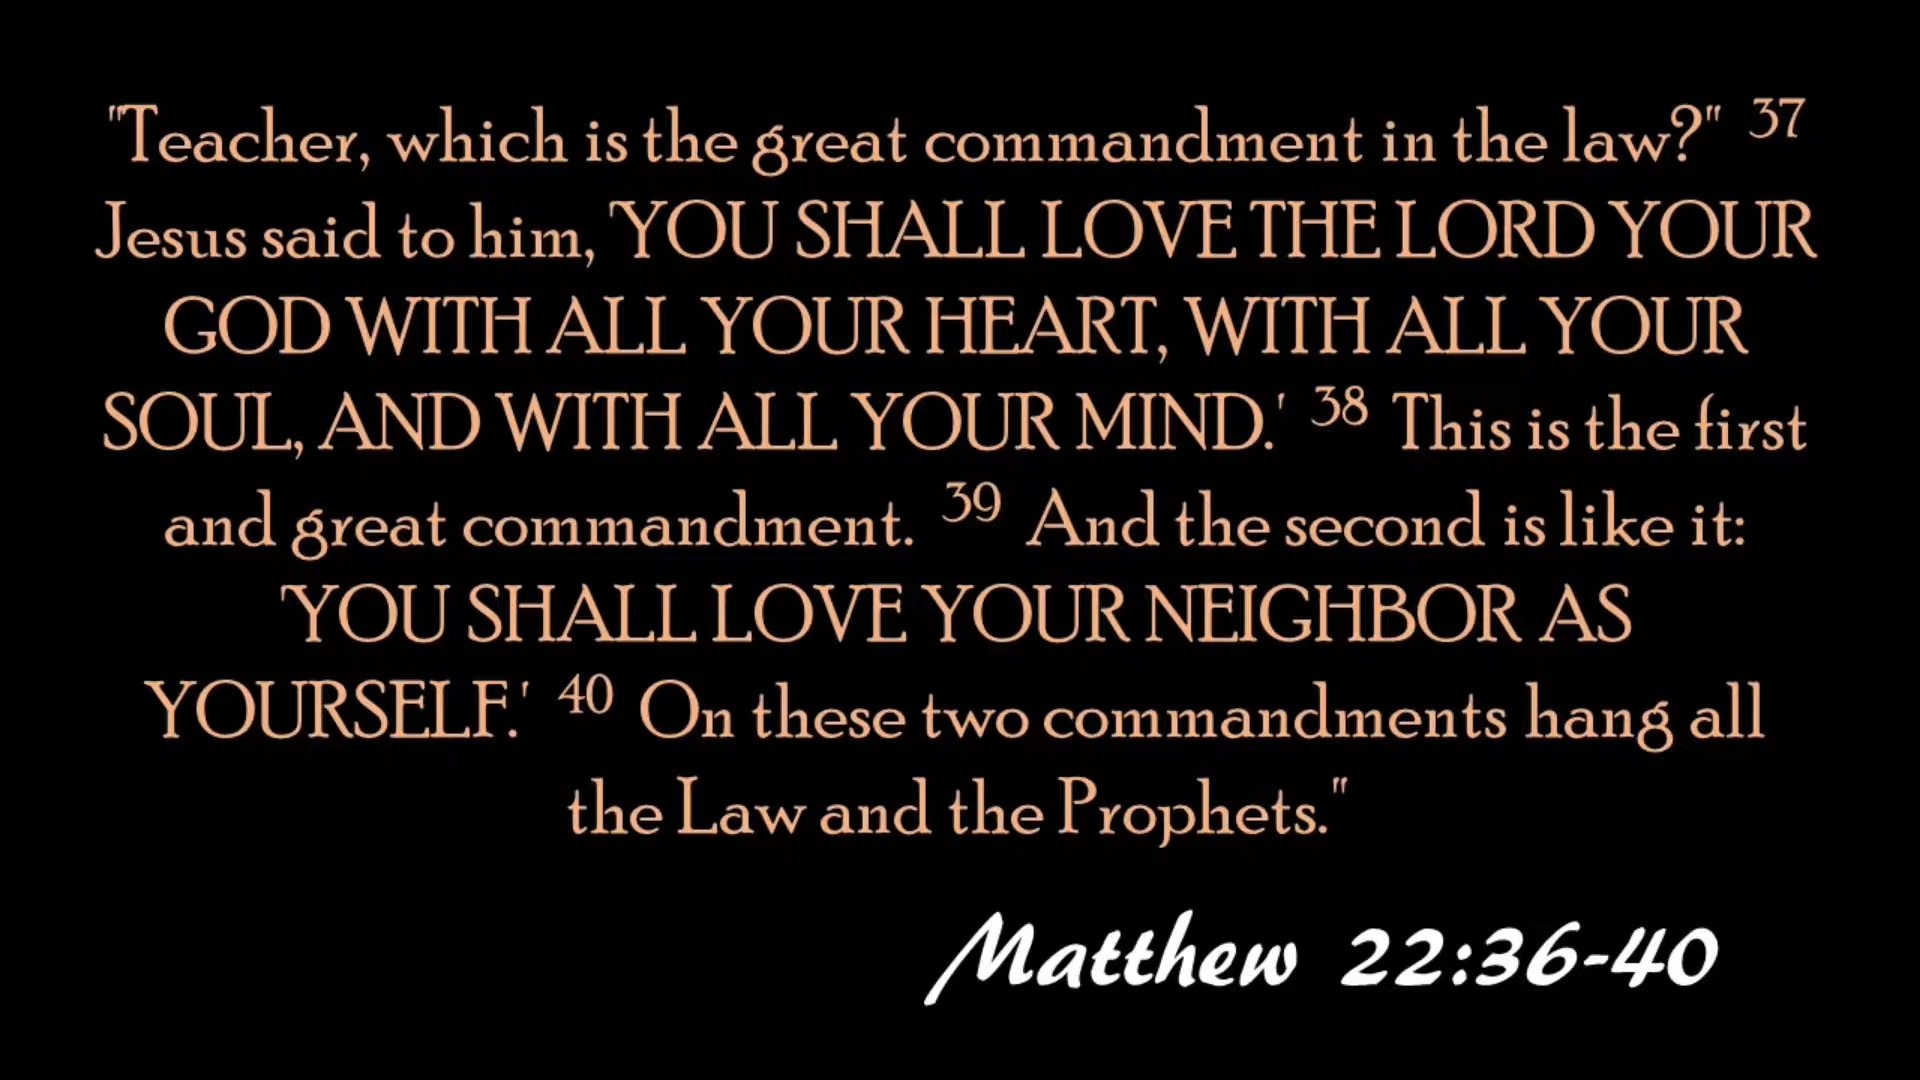 "Teacher, which is the great commandment in the law?" 37
Jesus said to him, 'YOU SHALL LOVE THE LORD YOUR
GOD WITH ALL YOUR HEART, WITH ALL YOUR
SOUL, AND WITH ALL YOUR MIND.' 38 This is the first
and great commandment. 39 And the second is like it:
'YOU SHALL LOVE YOUR NEIGHBOR AS
YOURSELF.' 40 On these two commandments hang all
the Law and the Prophets."
Matthew 22:36-40